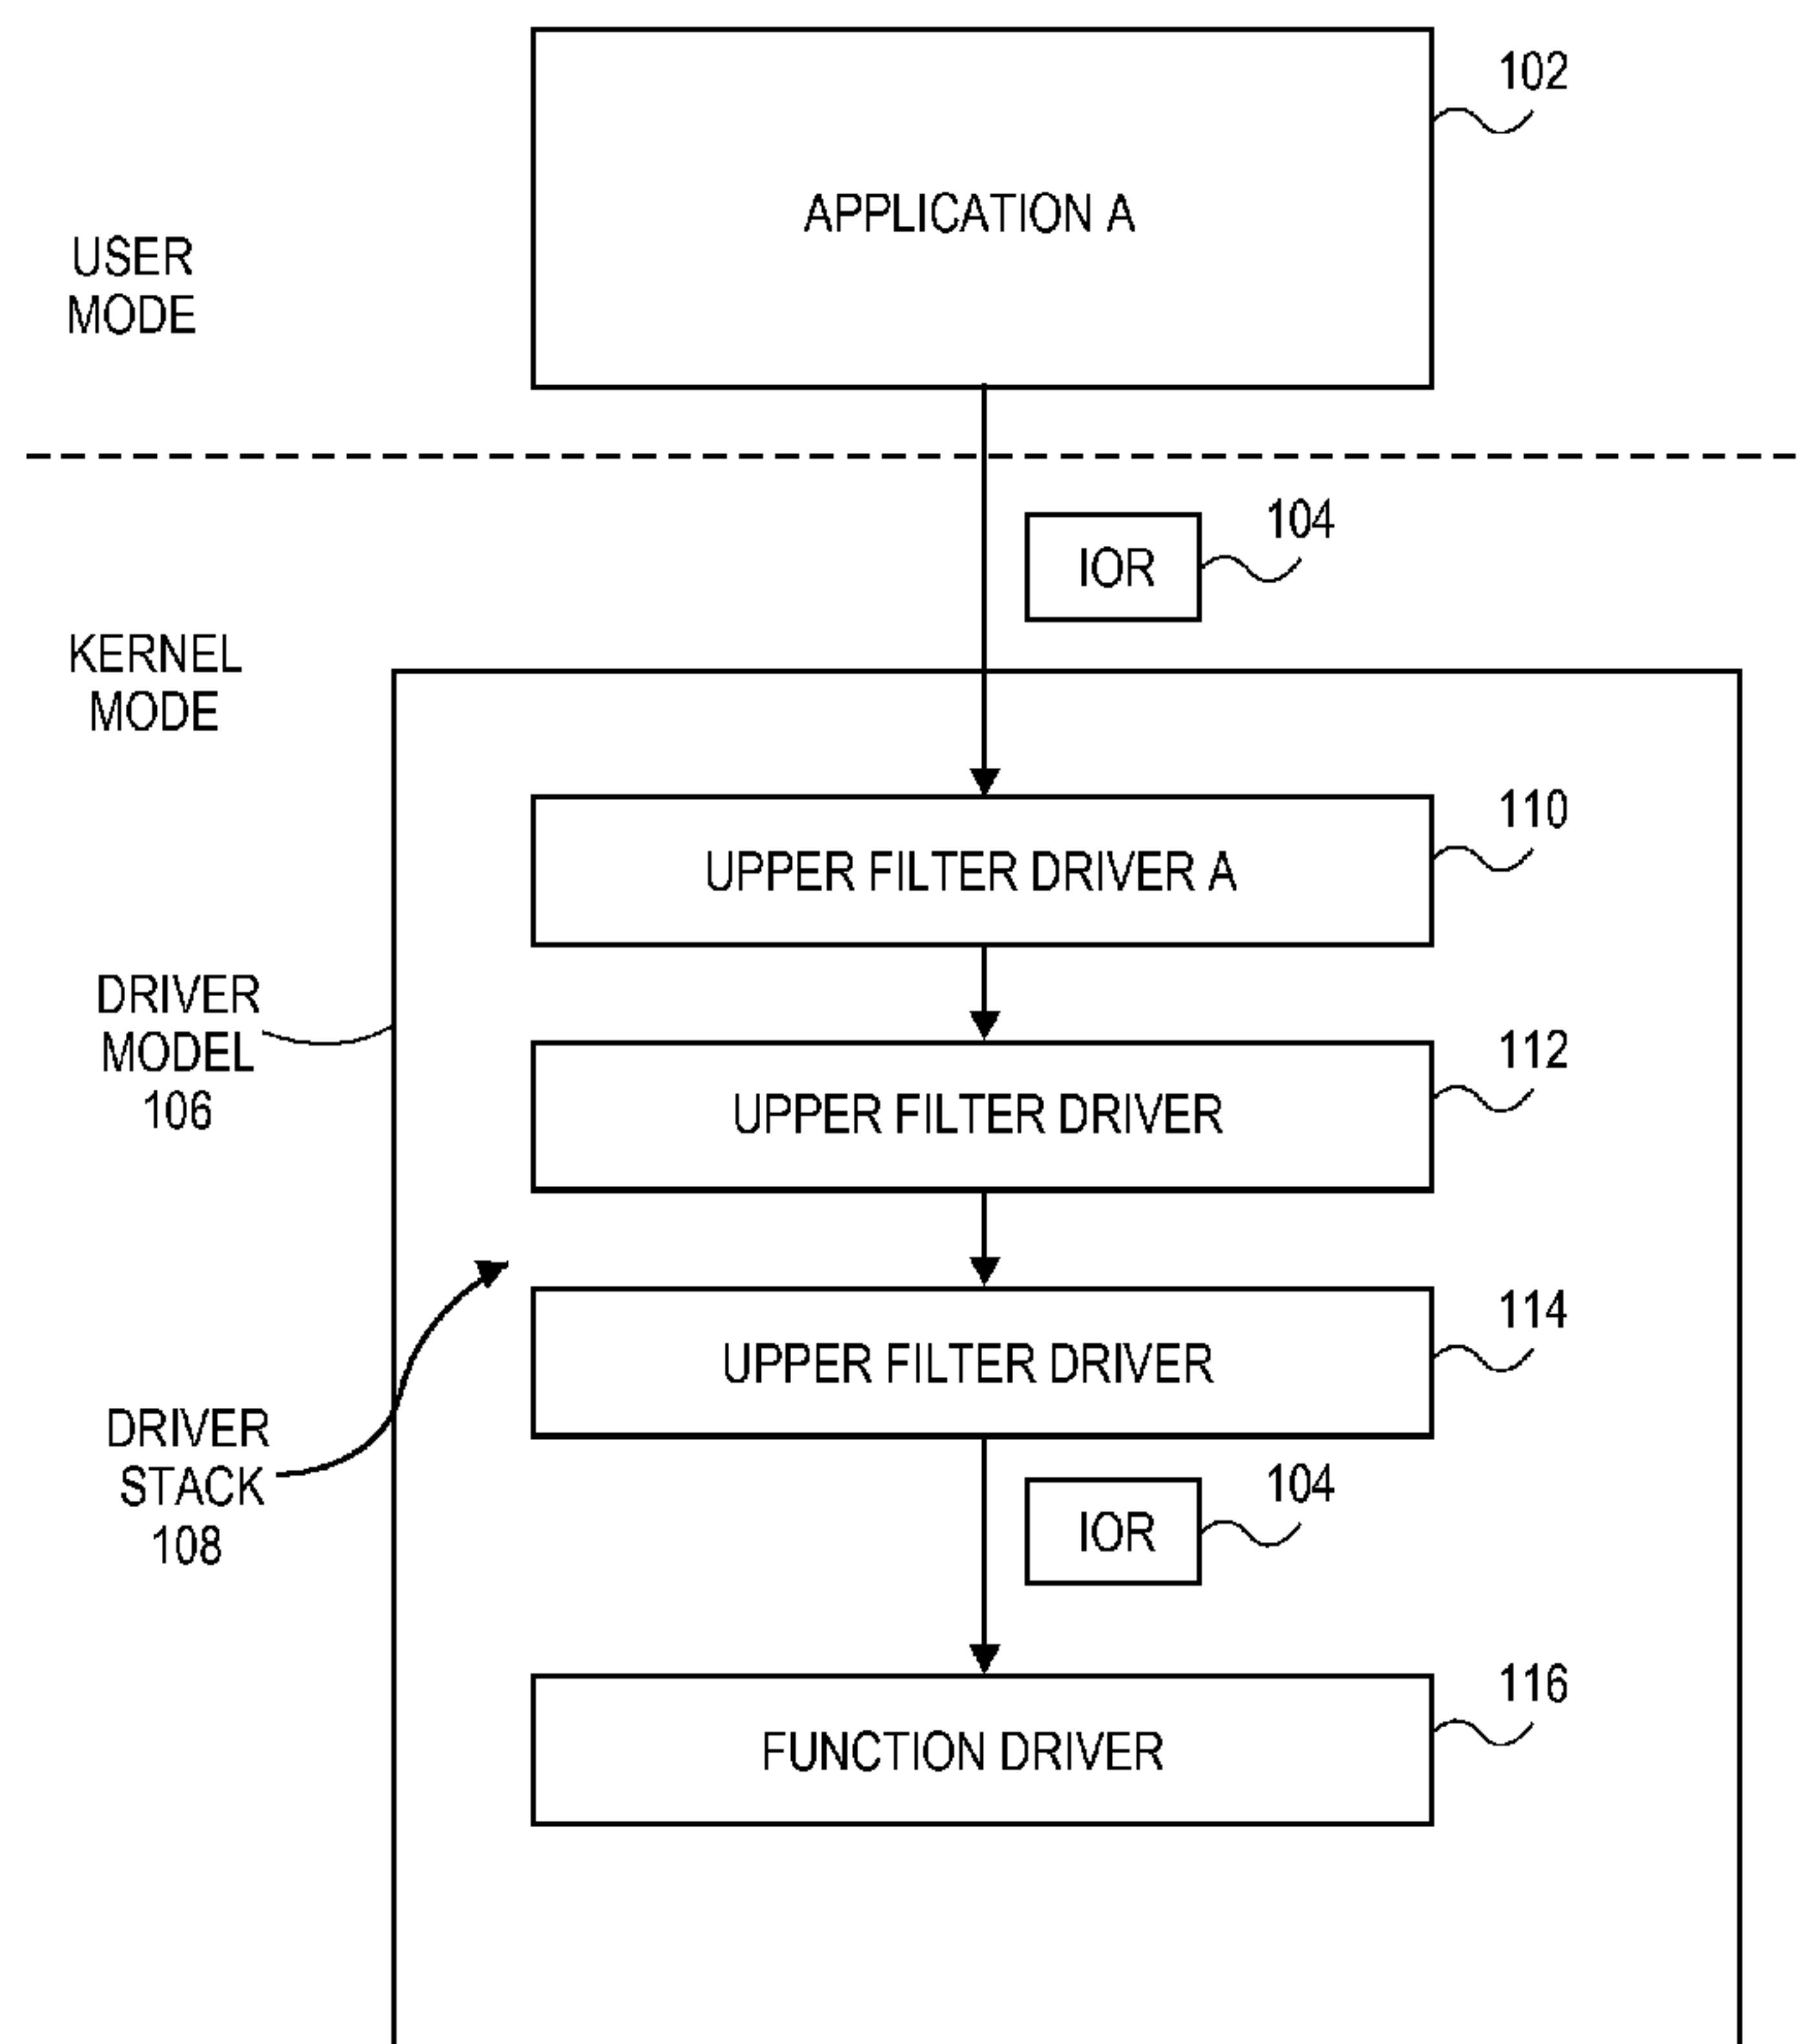 102
APPLICATION A
USER
MODE
104
IOR
KERNEL
MODE
110
UPPER FILTER DRIVER A
DRIVER
MODEL
106
112
UPPER FILTER DRIVER
114
UPPER FILTER DRIVER
DRIVER
STACK
108
104
IOR
116
FUNCTION DRIVER